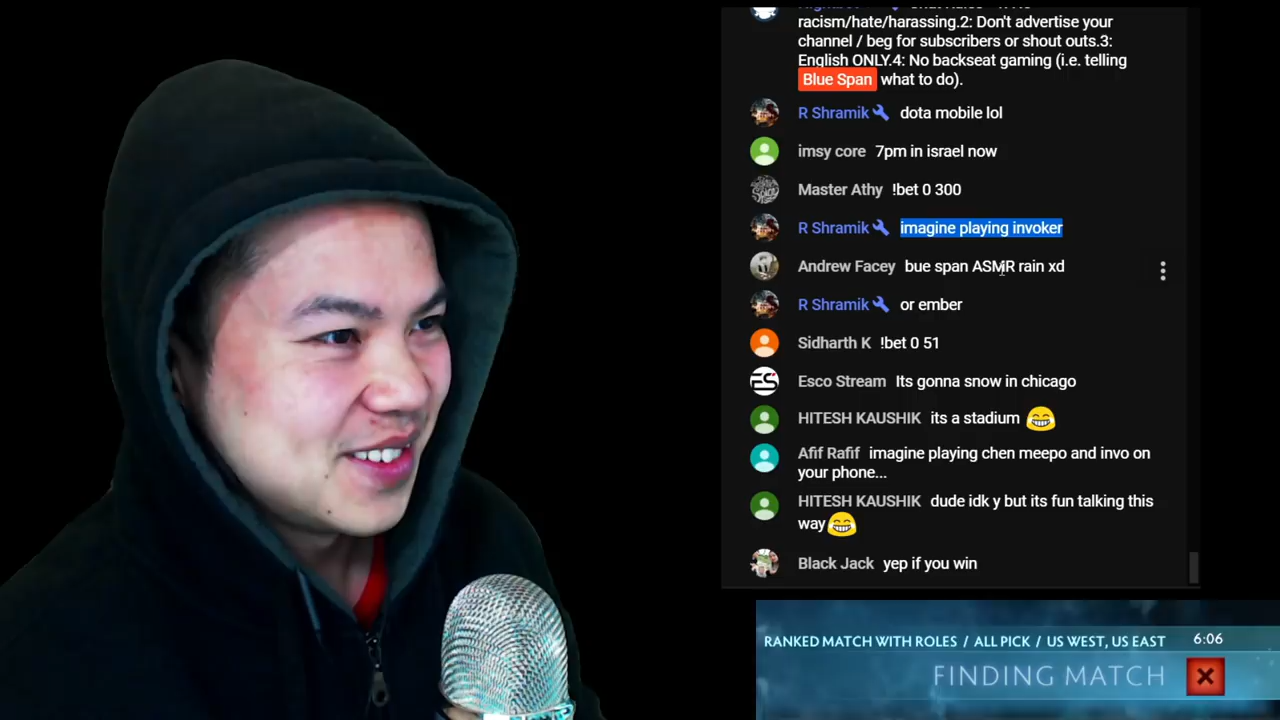 racism/hate/harassing.2: Don't advertise your
channel / beg for subscribers or shout outs.3:
English ONLY.4: No backseat gaming (i.e. telling
Blue Span what to do).
R Shramik dota mobile lol
imsy core 7pm in israel now
Master Athy !bet 0 300
R Shramik imagine playing invoker
Andrew Facey bue span ASMR rain xd
R Shramik or ember
Sidharth K !bet 0 51
Esco Stream Its gonna snow in chicago
HITESH KAUSHIK its a stadium 😁
Afif Rafif imagine playing chen meepo and invo on
your phone...
HITESH KAUSHIK dude idk y but its fun talking this
way 😁
Black Jack yep if you win
RANKED MATCH WITH ROLES / ALL PICK / US WEST, US EAST 6:06
FINDING MATCH